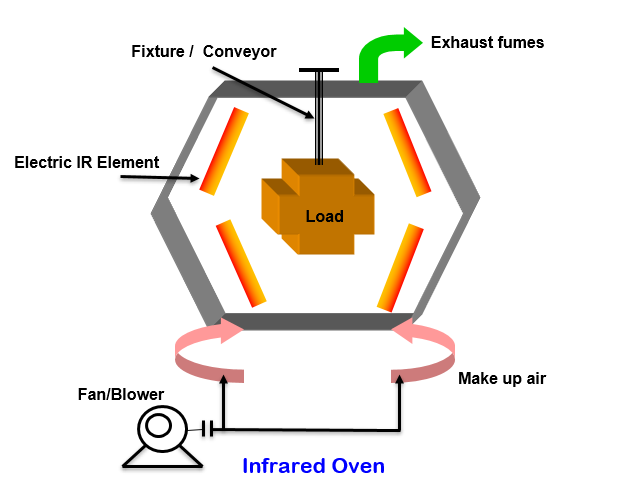 Exhaust fumes
Fixture /  Conveyor
Electric IR Element
Load
Make up air
Fan/Blower
Infrared Oven